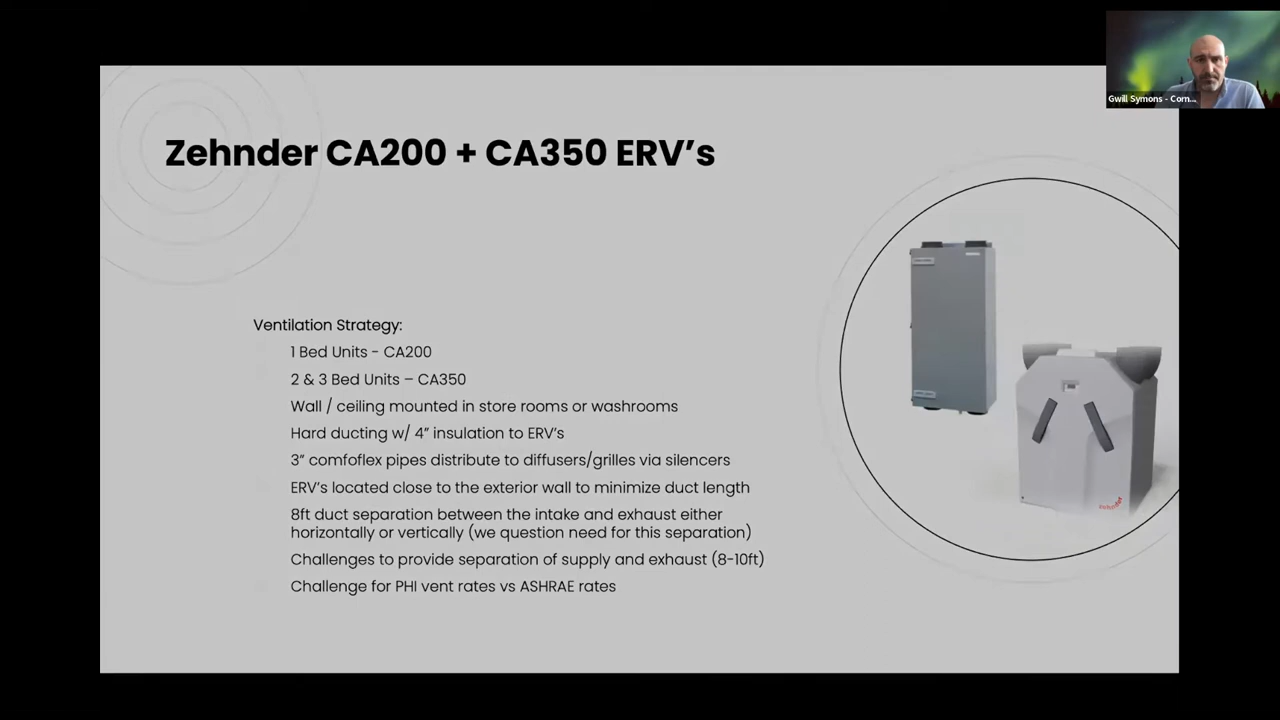 Gwill Symons - Corn...
Zehnder CA200 + CA350 ERV's
Ventilation Strategy:
1 Bed Units - CA200
2 & 3 Bed Units – CA350
Wall / ceiling mounted in store rooms or washrooms
Hard ducting w/ 4” insulation to ERV’s
3” comfoflex pipes distribute to diffusers/grilles via silencers
ERV’s located close to the exterior wall to minimize duct length
8ft duct separation between the intake and exhaust either
horizontally or vertically (we question need for this separation)
Challenges to provide separation of supply and exhaust (8-10ft)
Challenge for PHI vent rates vs ASHRAE rates